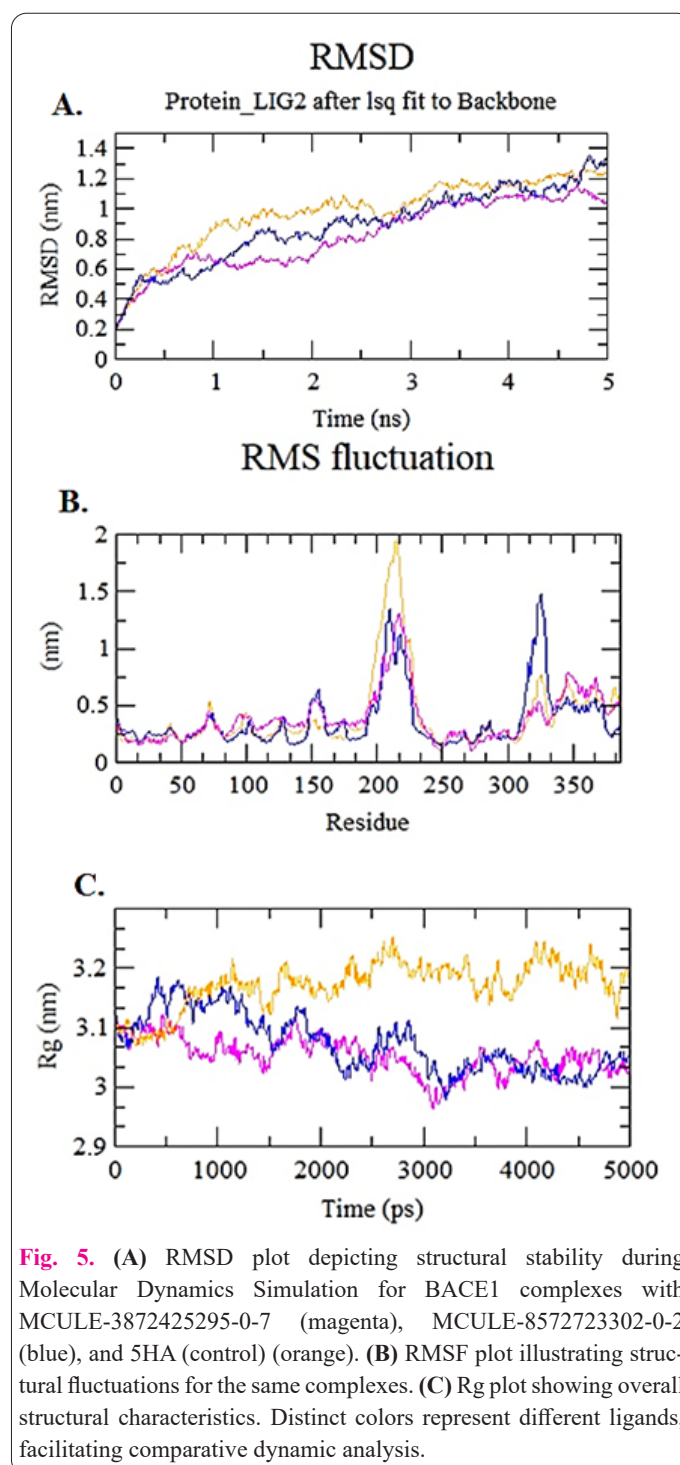 RMSD
A.
Protein_LIG2 after lsq fit to Backbone
1.4
1.2
1
0.8
0.6
0.4
0.2
0
RMSD (nm)
0 1 2 3 4 5
Time (ns)
RMS fluctuation
B.
2
1.5
1
0.5
0
(nm)
0 50 100 150 200 250 300 350
Residue
C.
3.2
3.1
3
2.9
Rg (nm)
0 1000 2000 3000 4000 5000
Time (ps)
Fig. 5. (A) RMSD plot depicting structural stability during
Molecular Dynamics Simulation for BACE1 complexes with
MCULE-3872425295-0-7 (magenta), MCULE-8572723302-0-2
(blue), and 5HA (control) (orange). (B) RMSF plot illustrating struc-
tural fluctuations for the same complexes. (C) Rg plot showing overall
structural characteristics. Distinct colors represent different ligands,
facilitating comparative dynamic analysis.